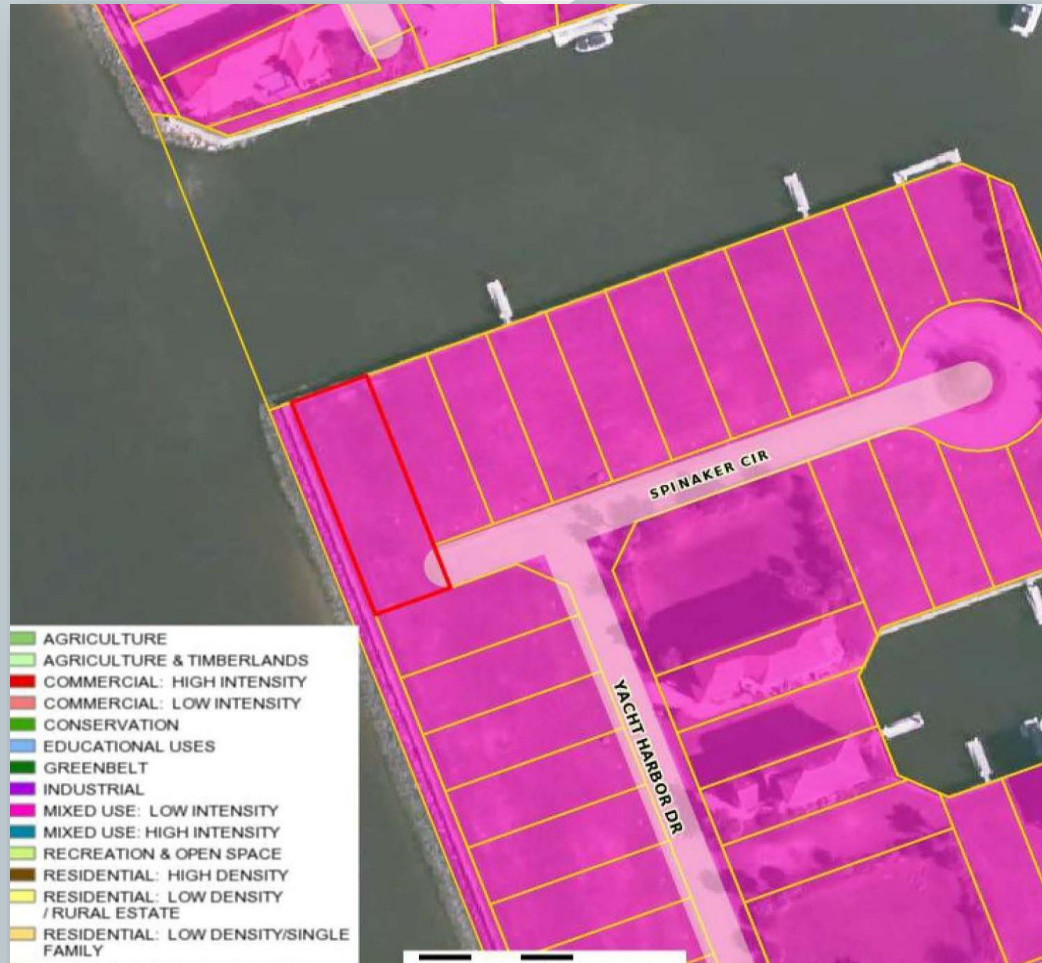 SPINAKER CIR
YACHT HARBOR DR
AGRICULTURE
AGRICULTURE & TIMBERLANDS
COMMERCIAL: HIGH INTENSITY
COMMERCIAL: LOW INTENSITY
CONSERVATION
EDUCATIONAL USES
GREENBELT
INDUSTRIAL
MIXED USE: LOW INTENSITY
MIXED USE: HIGH INTENSITY
RECREATION & OPEN SPACE
RESIDENTIAL: HIGH DENSITY
RESIDENTIAL: LOW DENSITY
/ RURAL ESTATE
RESIDENTIAL: LOW DENSITY/SINGLE
FAMILY